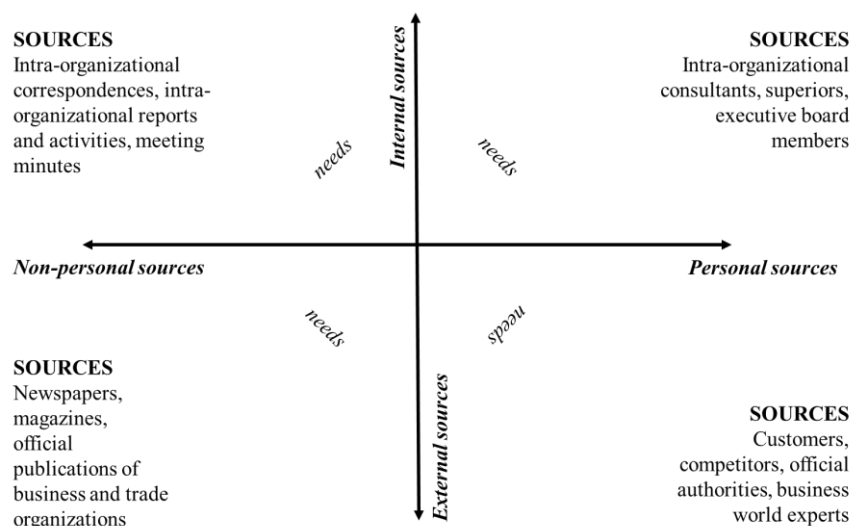 SOURCES
Intra-organizational
correspondences, intra-
organizational reports
and activities, meeting
minutes
needs
Internal sources
needs
SOURCES
Intra-organizational
consultants, superiors,
executive board
members
Non-personal sources
Personal sources
needs
needs
SOURCES
Newspapers,
magazines,
official
publications of
business and trade
organizations
External sources
SOURCES
Customers,
competitors, official
authorities, business
world experts